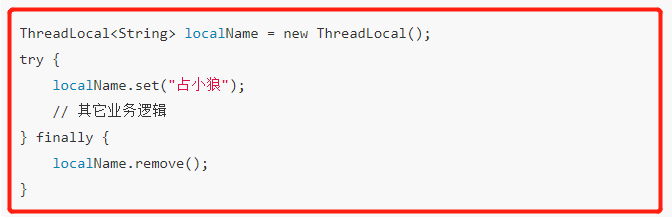 ThreadLocal<String> localName = new ThreadLocal();
try {
    localName.set("占小狼");
    // 其它业务逻辑
} finally {
    localName.remove();
}